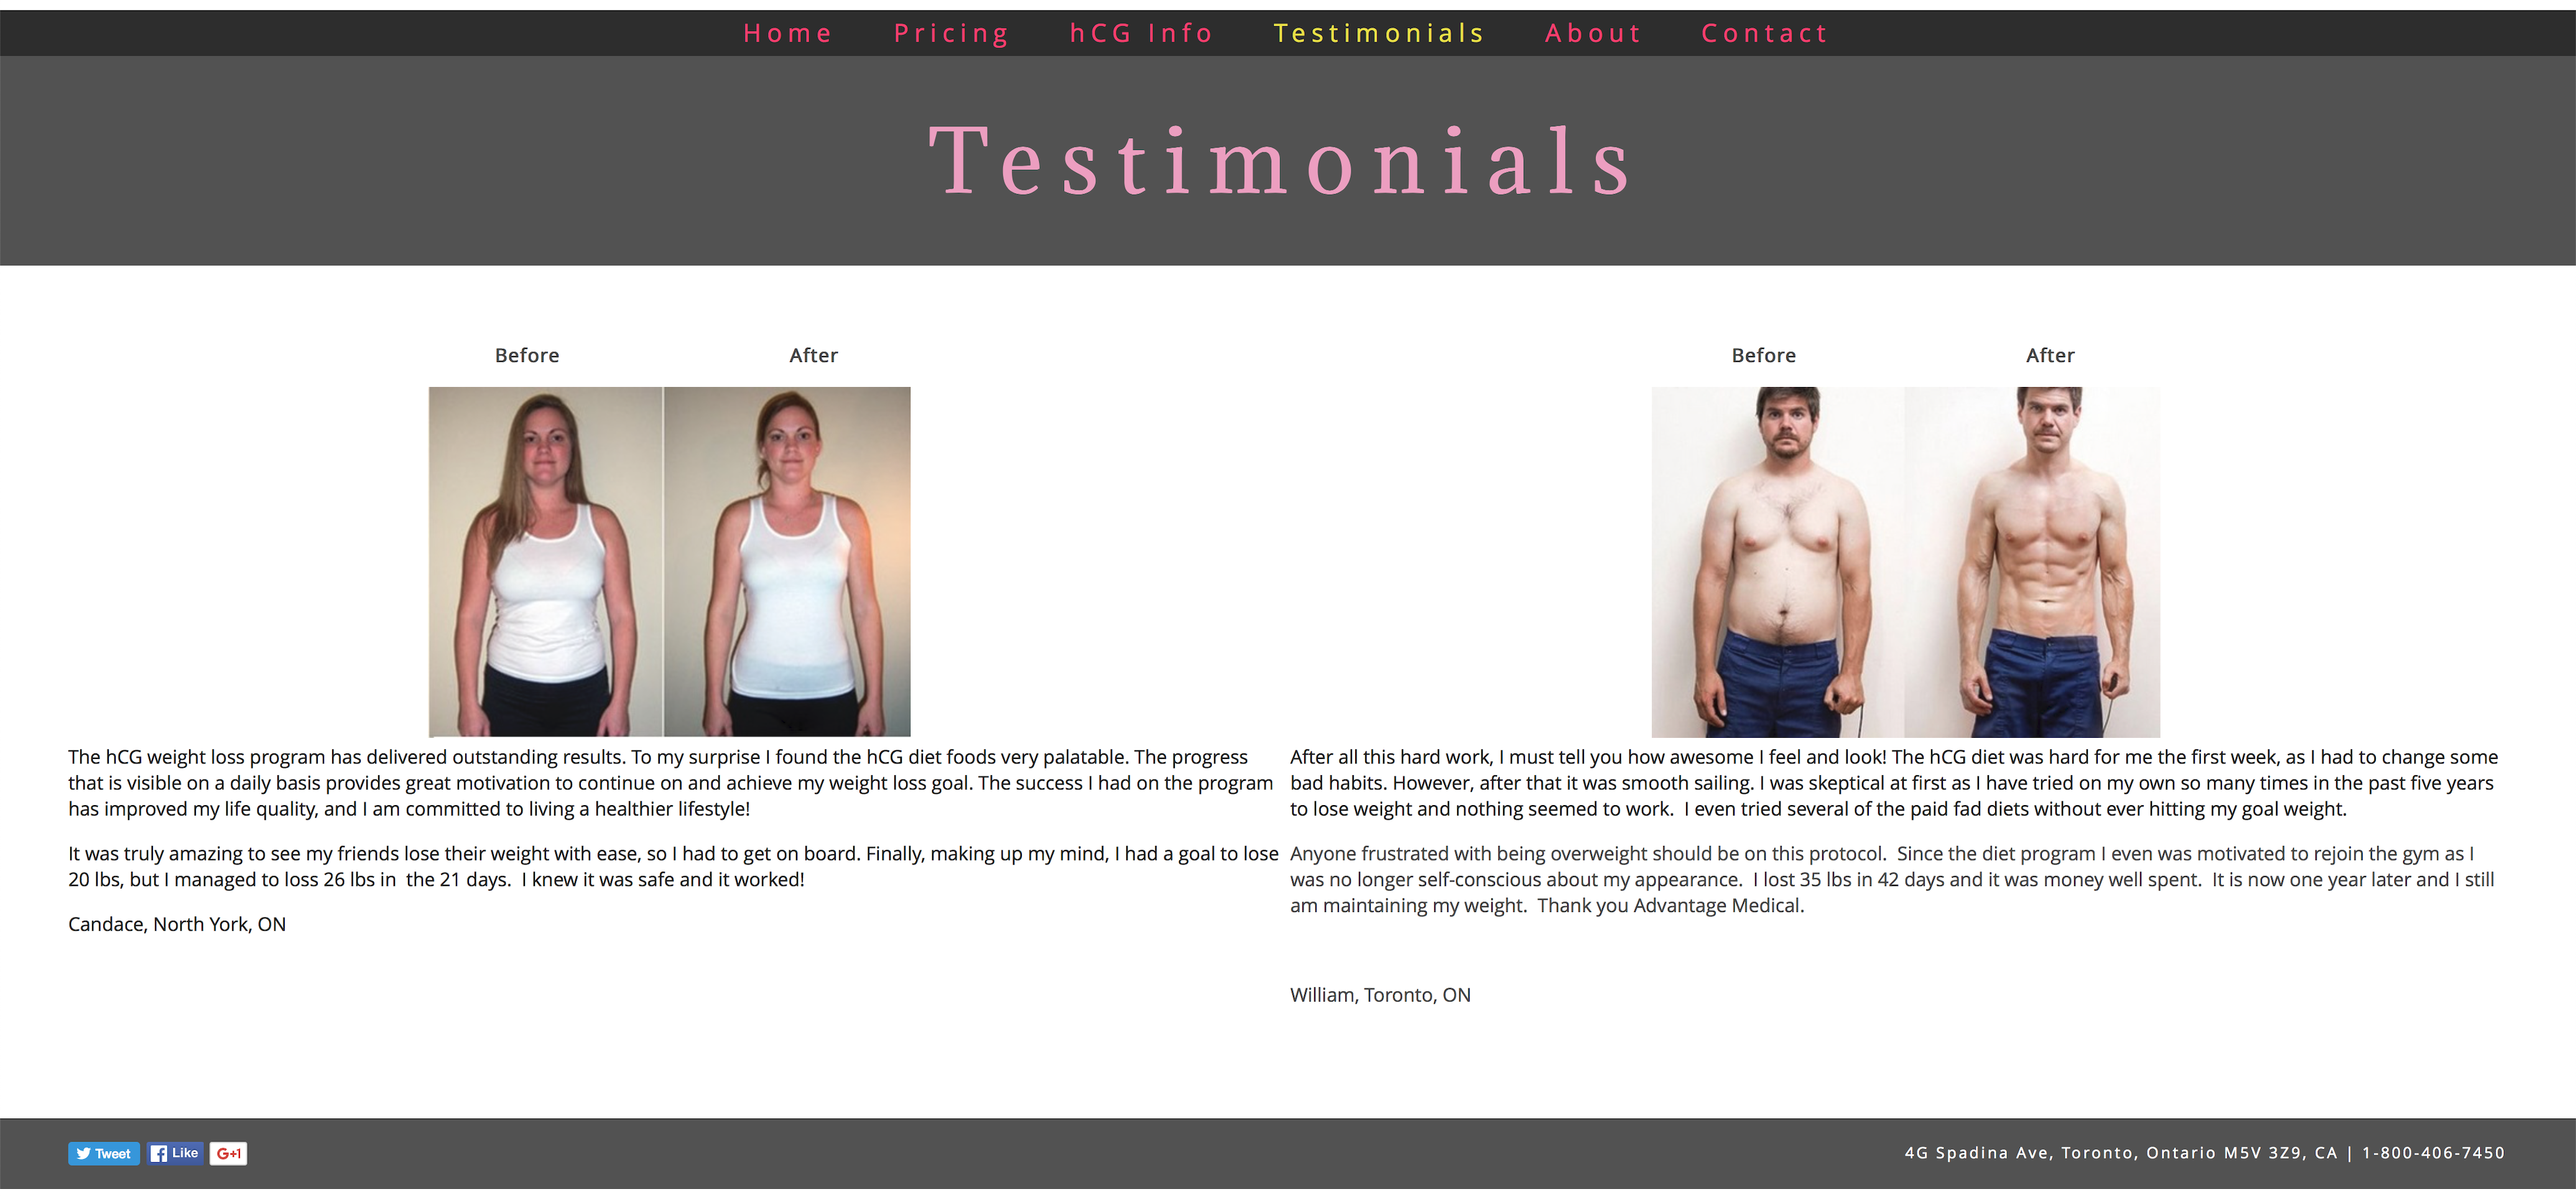 Home Pricing hCG Info Testimonials About Contact
Testimonials
Before After
The hCG weight loss program has delivered outstanding results. To my surprise I found the hCG diet foods very palatable. The progress
that is visible on a daily basis provides great motivation to continue on and achieve my weight loss goal. The success I had on the program
has improved my life quality, and I am committed to living a healthier lifestyle!
It was truly amazing to see my friends lose their weight with ease, so I had to get on board. Finally, making up my mind, I had a goal to lose
20 lbs, but I managed to loss 26 lbs in  the 21 days.  I knew it was safe and it worked!
Candace, North York, ON
Before After
After all this hard work, I must tell you how awesome I feel and look! The hCG diet was hard for me the first week, as I had to change some
bad habits. However, after that it was smooth sailing. I was skeptical at first as I have tried on my own so many times in the past five years
to lose weight and nothing seemed to work.  I even tried several of the paid fad diets without ever hitting my goal weight.
Anyone frustrated with being overweight should be on this protocol.  Since the diet program I even was motivated to rejoin the gym as I
was no longer self-conscious about my appearance.  I lost 35 lbs in 42 days and it was money well spent.  It is now one year later and I still
am maintaining my weight.  Thank you Advantage Medical.
William, Toronto, ON
Tweet Like G+1
4G Spadina Ave, Toronto, Ontario M5V 3Z9, CA | 1-800-406-7450